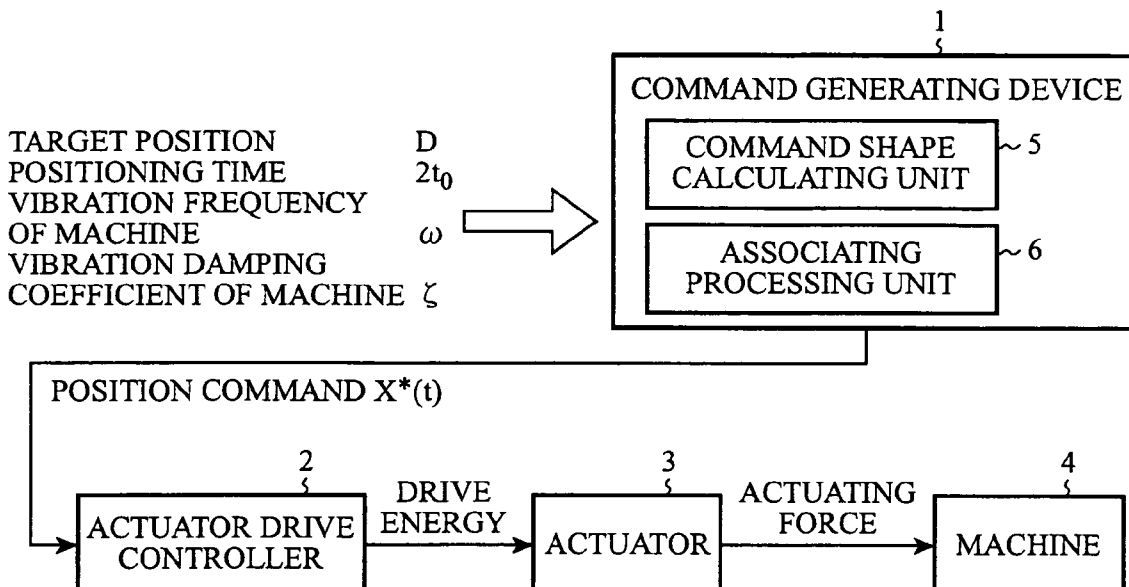 1
COMMAND GENERATING DEVICE
COMMAND SHAPE
CALCULATING UNIT
5
ASSOCIATING
PROCESSING UNIT
6
TARGET POSITION D
POSITIONING TIME 2t₀
VIBRATION FREQUENCY
OF MACHINE ω
VIBRATION DAMPING
COEFFICIENT OF MACHINE ζ
POSITION COMMAND X*(t)
2
ACTUATOR DRIVE
CONTROLLER
DRIVE
ENERGY
3
ACTUATOR
ACTUATING
FORCE
4
MACHINE